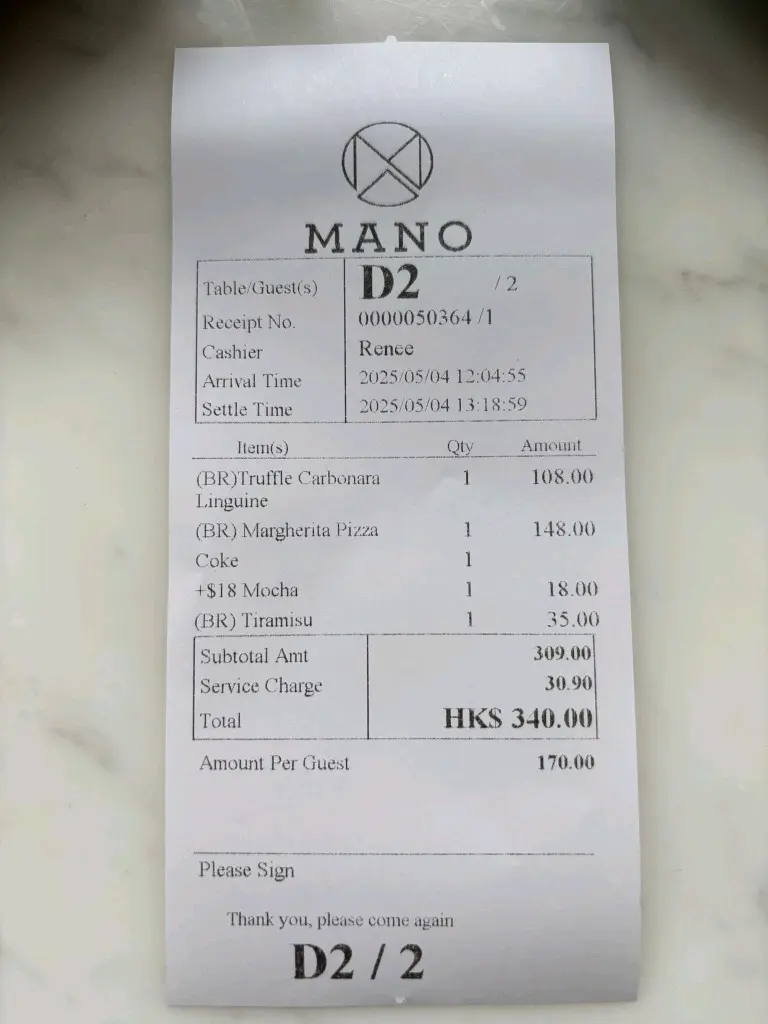 MANO
Table/Guest(s) D2 / 2
Receipt No. 0000050364 /1
Cashier Renee
Arrival Time 2025/05/04 12:04:55
Settle Time 2025/05/04 13:18:59
Item(s) Qty Amount
(BR)Truffle Carbonara 1 108.00
Linguine
(BR) Margherita Pizza 1 148.00
Coke 1
+$18 Mocha 1 18.00
(BR) Tiramisu 1 35.00
Subtotal Amt 309.00
Service Charge 30.90
Total HK$ 340.00
Amount Per Guest 170.00
Please Sign
Thank you, please come again
D2 / 2